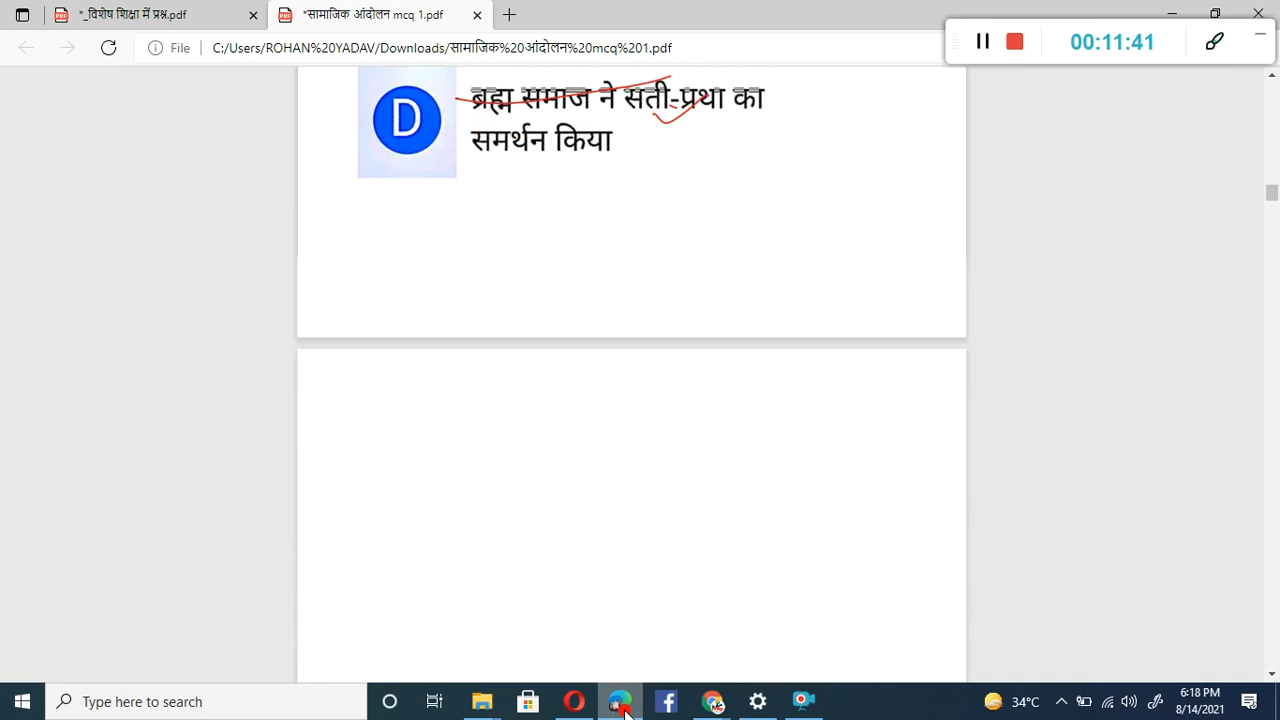 *_विशेष शिक्षा में प्रश्न.pdf
*सामाजिक आंदोलन mcq 1.pdf
File
C:/Users/ROHAN%20YADAV/Downloads/सामाजिक%20आंदोलन%20mcq%201.pdf
00:11:41
D
ब्रह्म समाज ने सती-प्रथा का
समर्थन किया
Type here to search
34°C
6:18 PM
8/14/2021